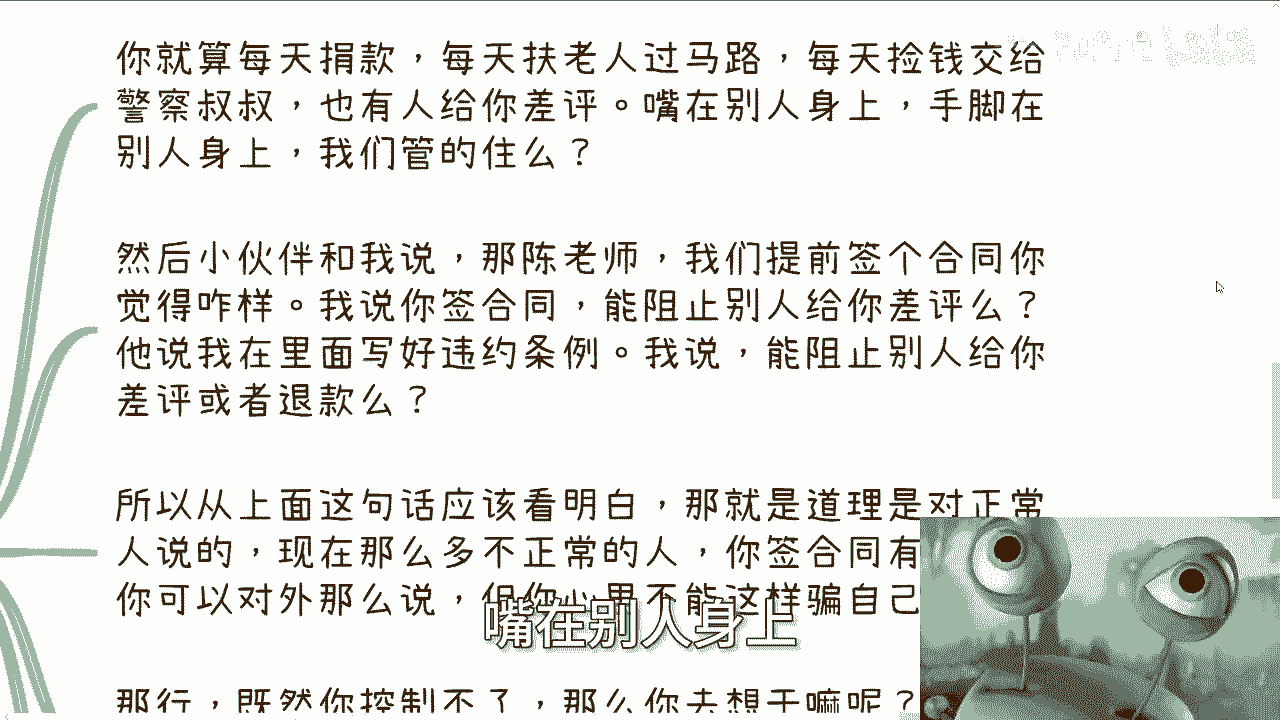 你就算每天捐款，每天扶老人过马路，每天捡钱交给
警察叔叔，也有人给你差评。嘴在别人身上，手脚在
别人身上，我们管的住么？
然后小伙伴和我说，那陈老师，我们提前签个合同你
觉得咋样。我说你签合同，能阻止别人给你差评么？
他说我在里面写好违约条例。我说，能阻止别人给你
差评或者退款么？
所以从上面这句话应该看明白，那就是道理是对正常
人说的，现在那么多不正常的人，你签合同有
你可以对外那么说，但你心里不能这样骗自己
嘴在别人身上
那行，既然你控制不了，那么你去想干嘛呢？